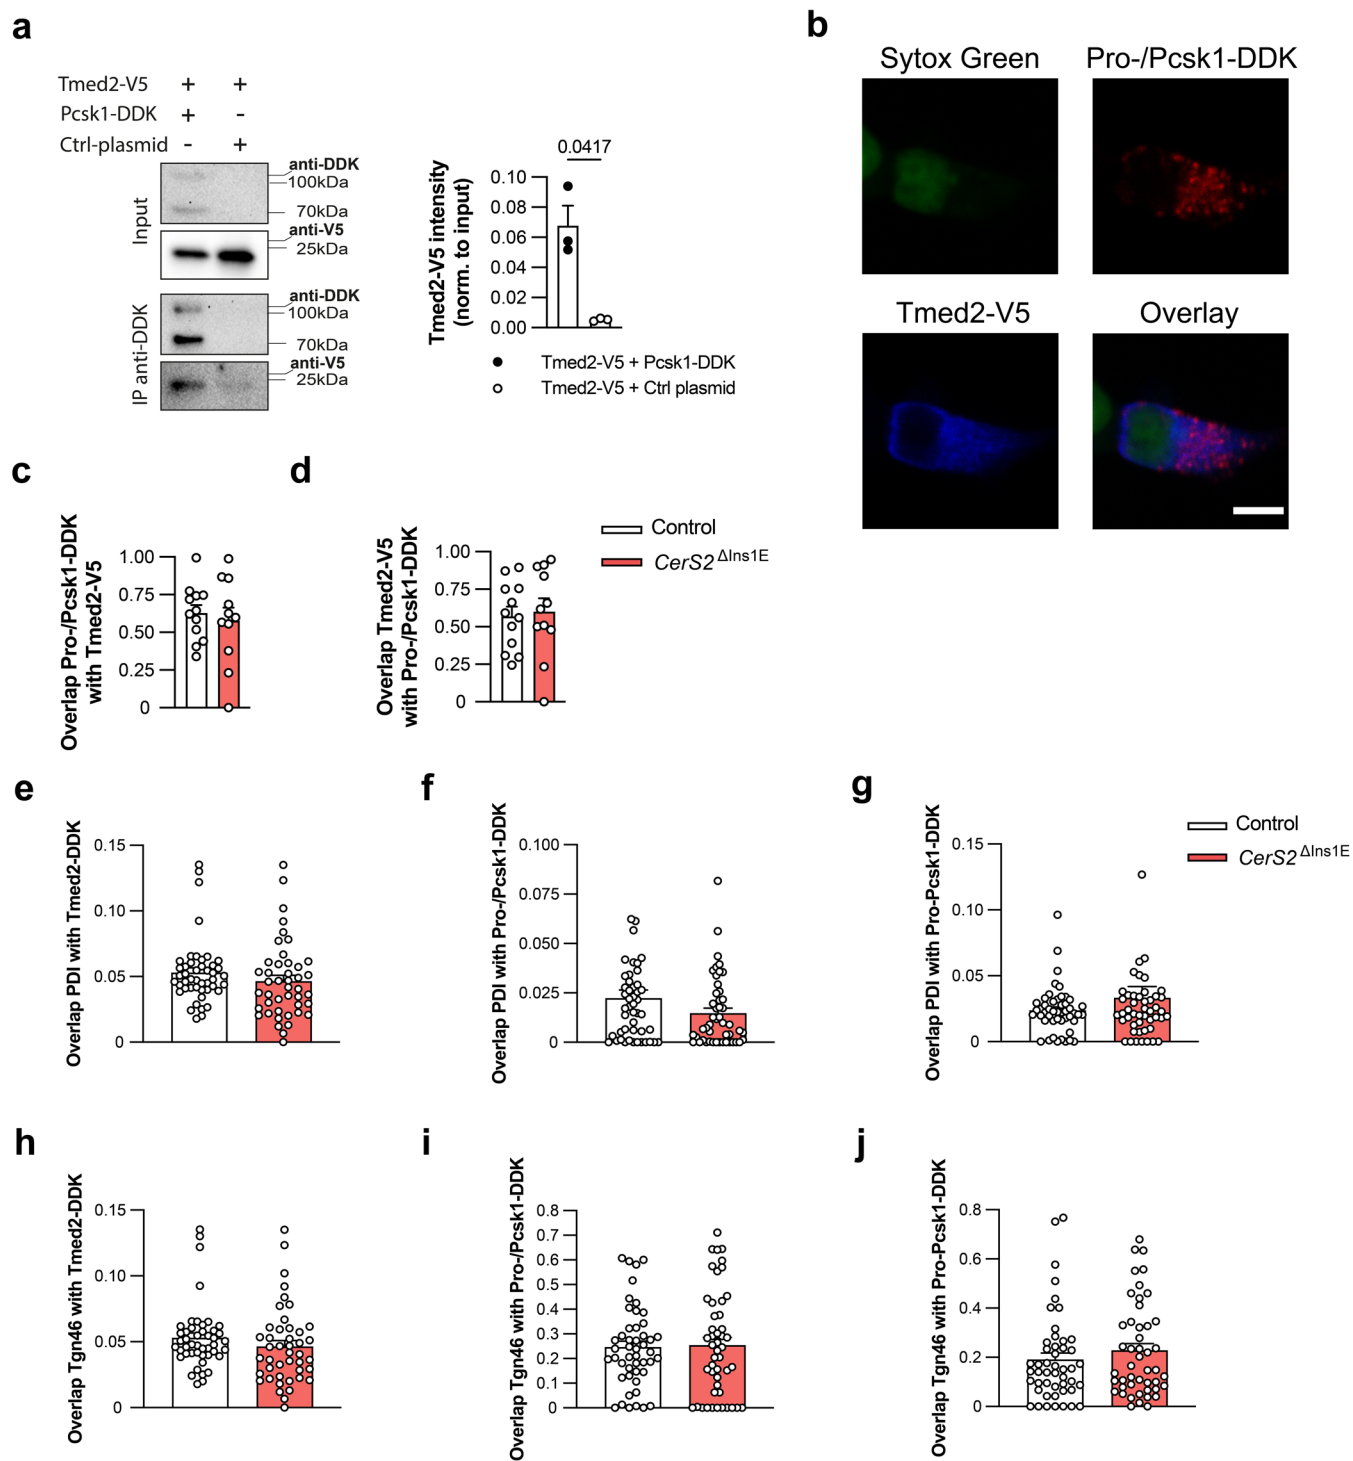 a
Tmed2-V5 + +
Pcsk1-DDK + -
Ctrl-plasmid - +
Input
anti-DDK
100kDa
70kDa
anti-V5
25kDa
IP anti-DDK
anti-DDK
100kDa
70kDa
anti-V5
25kDa
Tmed2-V5 intensity
(norm. to input)
0.0417
0.10
0.08
0.06
0.04
0.02
0.00
Tmed2-V5 + Pcsk1-DDK
Tmed2-V5 + Ctrl plasmid
b
Sytox Green
Pro-/Pcsk1-DDK
Tmed2-V5
Overlay
c
Overlap Pro-/Pcsk1-DDK
with Tmed2-V5
1.00
0.75
0.50
0.25
0
d
Overlap Tmed2-V5
with Pro-/Pcsk1-DDK
1.00
0.75
0.50
0.25
0
Control
CerS2 ΔIns1E
e
Overlap PDI with Tmed2-DDK
0.15
0.10
0.05
0
f
Overlap PDI with Pro-/Pcsk1-DDK
0.100
0.075
0.050
0.025
0
g
Overlap PDI with Pro-Pcsk1-DDK
0.15
0.10
0.05
0
Control
CerS2 ΔIns1E
h
Overlap Tgn46 with Tmed2-DDK
0.15
0.10
0.05
0
i
Overlap Tgn46 with Pro-/Pcsk1-DDK
0.8
0.7
0.6
0.5
0.4
0.3
0.2
0.1
0
j
Overlap Tgn46 with Pro-Pcsk1-DDK
0.8
0.6
0.4
0.2
0